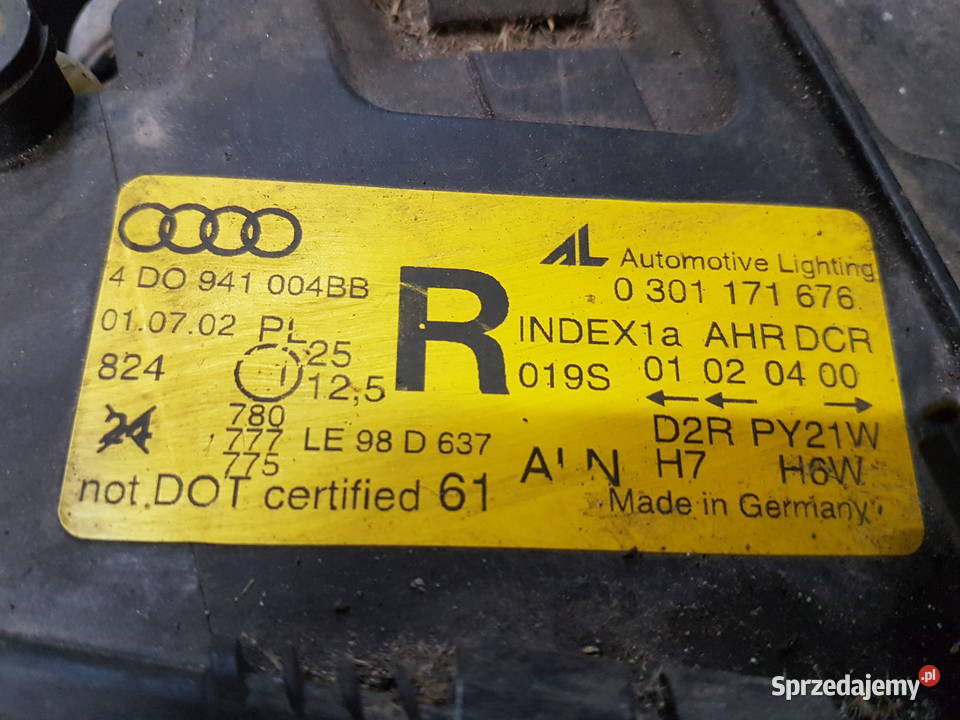 4 DO 941 004BB
01.07.02 PL
824
25
12,5
24
780
777
775
LE 98 D 637
not DOT certified 61
R
AL Automotive Lighting
0 301 171 676
INDEX1a AHR DCR
019S 01 02 04 00
← ← →
D2R PY21W
H7 H6W
Made in Germany
Sprzedajemy.pl